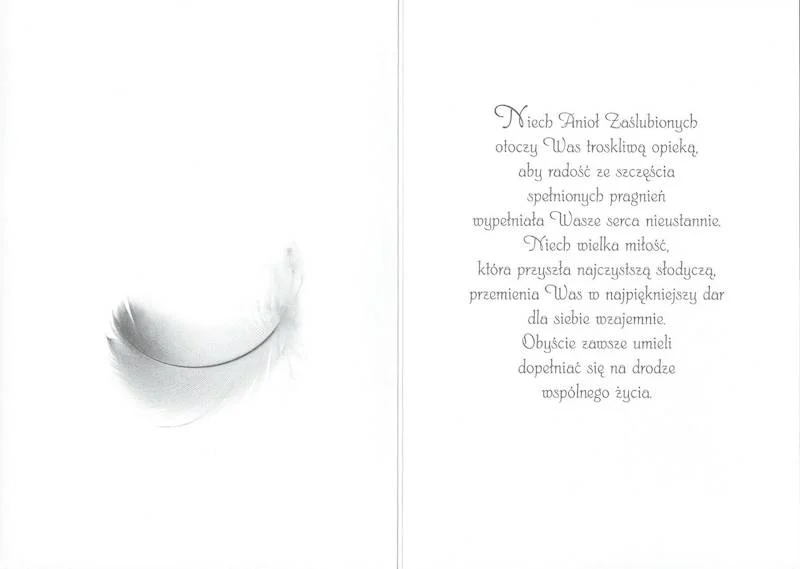 Niech Anioł Zaślubionych
otoczy Was troskliwą opieką,
aby radość ze szczęścia
spełnionych pragnień
wypełniała Wasze serca nieustannie.
Niech wielka miłość,
która przyszła najczystszą słodyczą,
przemienia Was w najpiękniejszy dar
dla siebie wzajemnie.
Obyście zawsze umieli
dopełniać się na drodze
wspólnego życia.